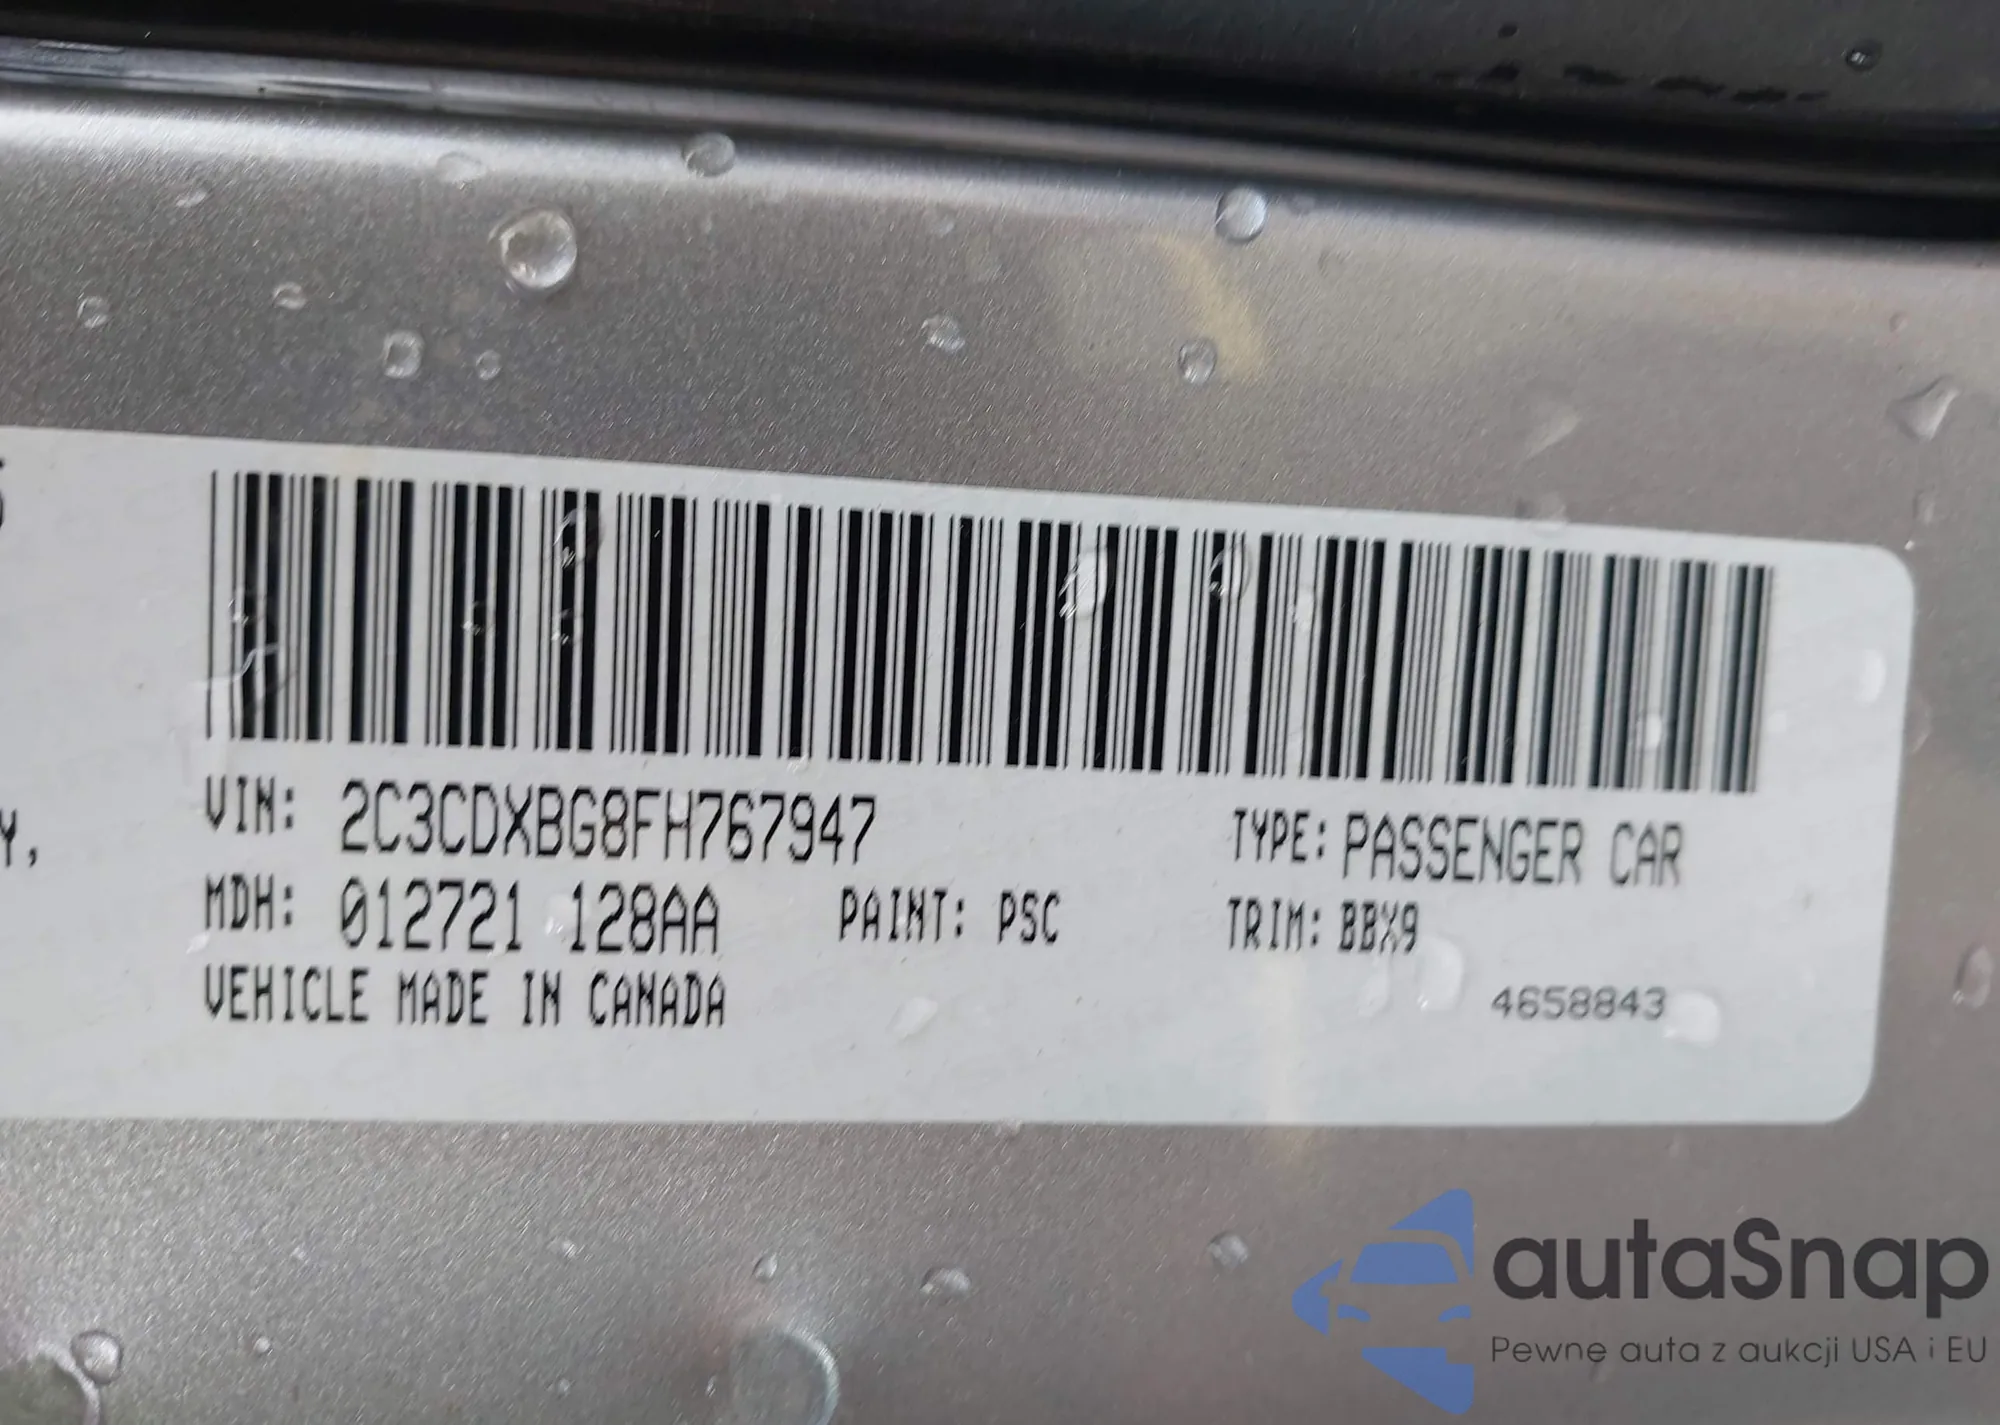 5
Y,
VIN: 2C3CDXBG8FH767947
TYPE: PASSENGER CAR
MDH: 012721 128AA
PAINT: PSC
TRIM: BBX9
VEHICLE MADE IN CANADA
4658843
autaSnap
Pewne auta z aukcji USA i EU